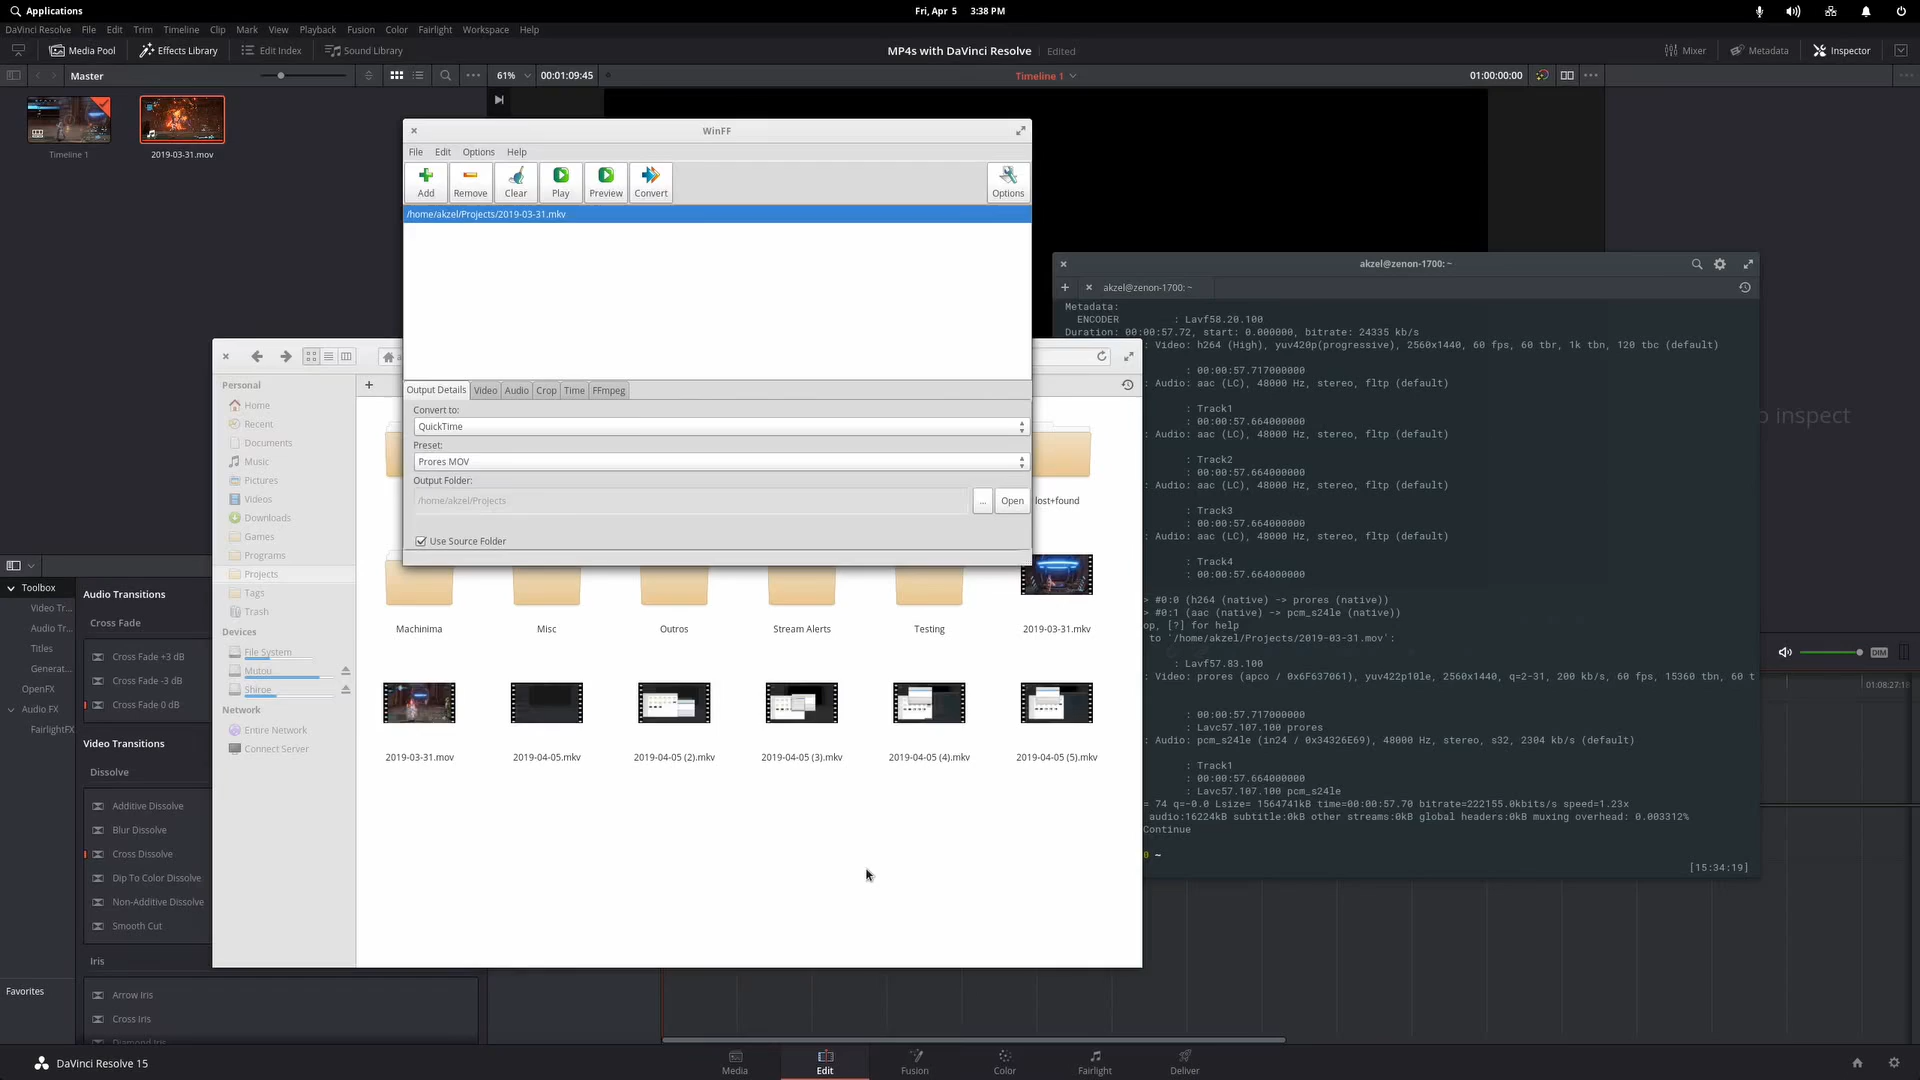 Applications
Fri, Apr 5 3:38 PM
DaVinci Resolve File Edit Trim Timeline Clip Mark View Playback Fusion Color Fairlight Workspace Help
Media Pool Effects Library Edit Index Sound Library
MP4s with DaVinci Resolve Edited
Mixer Metadata Inspector
Master
61% 00:01:09:45
Timeline 1
01:00:00:00
Timeline 1
2019-03-31.mov
WinFF
File Edit Options Help
Add Remove Clear Play Preview Convert Options
/home/akzel/Projects/2019-03-31.mkv
Output Details Video Audio Crop Time FFmpeg
Convert to:
QuickTime
Preset:
Prores MOV
Output Folder:
/home/akzel/Projects
... Open
Use Source Folder
akzel@zenon-1700: ~
akzel@zenon-1700: ~
Metadata:
ENCODER : Lavf58.20.100
Duration: 00:00:57.72, start: 0.000000, bitrate: 24335 kb/s
: Video: h264 (High), yuv420p(progressive), 2560x1440, 60 fps, 60 tbr, 1k tbn, 120 tbc (default)
: 00:00:57.717000000
: Audio: aac (LC), 48000 Hz, stereo, fltp (default)
: Track1
: 00:00:57.664000000
: Audio: aac (LC), 48000 Hz, stereo, fltp (default)
: Track2
: 00:00:57.664000000
: Audio: aac (LC), 48000 Hz, stereo, fltp (default)
: Track3
: 00:00:57.664000000
: Audio: aac (LC), 48000 Hz, stereo, fltp (default)
: Track4
: 00:00:57.664000000
> #0:0 (h264 (native) -> prores (native))
> #0:1 (aac (native) -> pcm_s24le (native))
op, [?] for help
to '/home/akzel/Projects/2019-03-31.mov':
: Lavf57.83.100
: Video: prores (apco / 0x6F637061), yuv422p10le, 2560x1440, q=2-31, 200 kb/s, 60 fps, 15360 tbn, 60 t
: 00:00:57.717000000
: Lavc57.107.100 prores
: Audio: pcm_s24le (in24 / 0x34326E69), 48000 Hz, stereo, s32, 2304 kb/s (default)
: Track1
: 00:00:57.664000000
: Lavc57.107.100 pcm_s24le
= 74 q=-0.0 Lsize= 1564741kB time=00:00:57.70 bitrate=222155.0kbits/s speed=1.23x
audio:16224kB subtitle:0kB other streams:0kB global headers:0kB muxing overhead: 0.003312%
Continue
0 ~
[15:34:19]
o inspect
Personal
Home
Recent
Documents
Music
Pictures
Videos
Downloads
Games
Programs
Projects
Tags
Trash
Devices
File System
Mutou
Shiroe
Network
Entire Network
Connect Server
lost+found
Machinima Misc Outros Stream Alerts Testing 2019-03-31.mkv
2019-03-31.mov 2019-04-05.mkv 2019-04-05 (2).mkv 2019-04-05 (3).mkv 2019-04-05 (4).mkv 2019-04-05 (5).mkv
Toolbox
Video Tr...
Audio Tr...
Titles
Generat...
OpenFX
Audio FX
FairlightFX
Favorites
Audio Transitions
Cross Fade
Cross Fade +3 dB
Cross Fade -3 dB
Cross Fade 0 dB
Video Transitions
Dissolve
Additive Dissolve
Blur Dissolve
Cross Dissolve
Dip To Color Dissolve
Non-Additive Dissolve
Smooth Cut
Iris
Arrow Iris
Cross Iris
Diamond Iris
DIM
01:08:27:18
DaVinci Resolve 15
Media Edit Fusion Color Fairlight Deliver